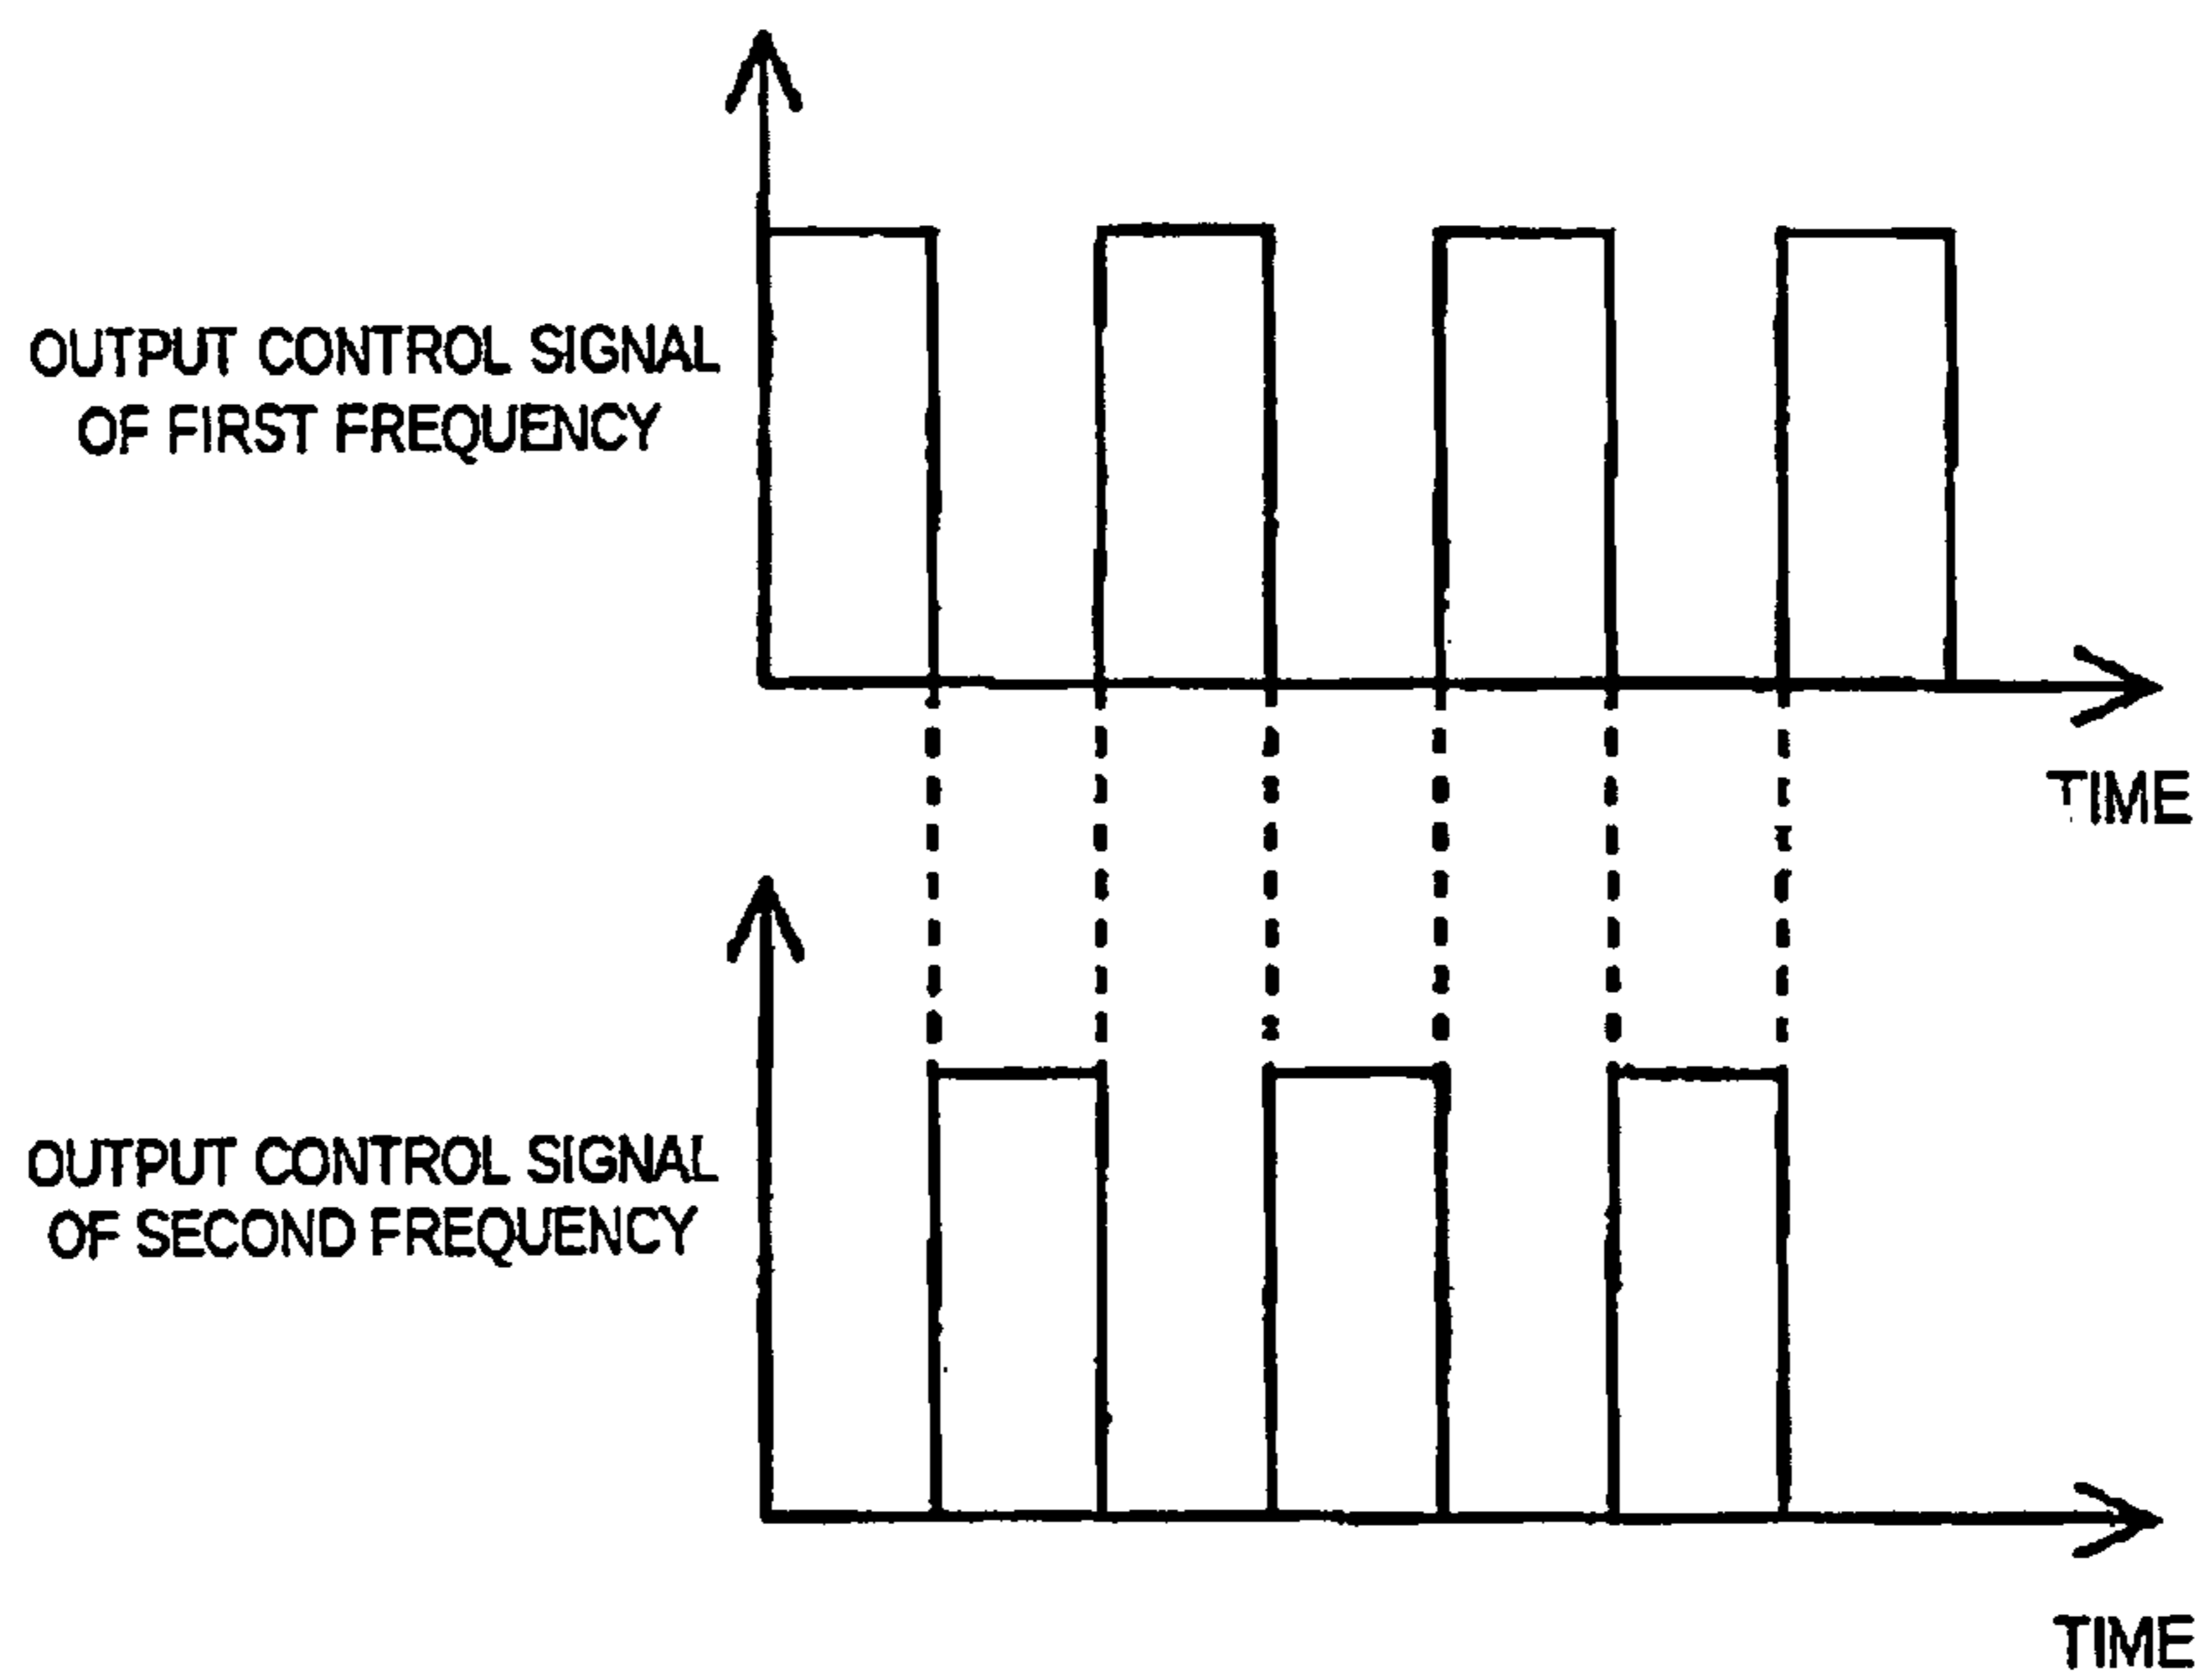 OUTPUT CONTROL SIGNAL
OF FIRST FREQUENCY
TIME
OUTPUT CONTROL SIGNAL
OF SECOND FREQUENCY
TIME